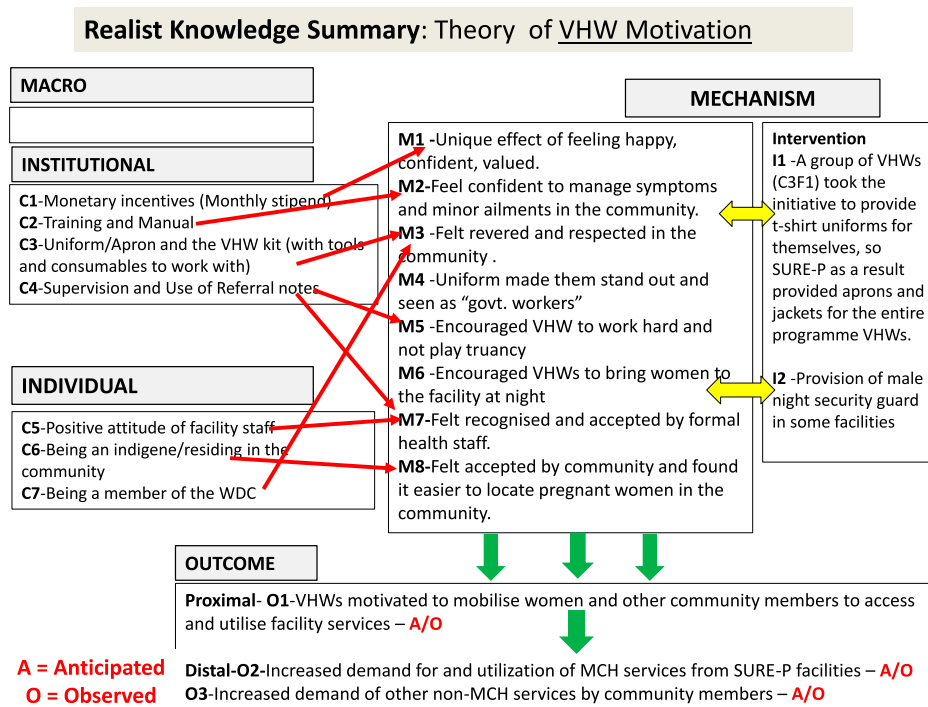 Realist Knowledge Summary: Theory of VHW Motivation
MACRO
INSTITUTIONAL
C1-Monetary incentives (Monthly stipend)
C2-Training and Manual
C3-Uniform/Apron and the VHW kit (with tools
and consumables to work with)
C4-Supervision and Use of Referral notes
INDIVIDUAL
C5-Positive attitude of facility staff
C6-Being an indigene/residing in the
community
C7-Being a member of the WDC
MECHANISM
M1 -Unique effect of feeling happy,
confident, valued.
M2-Feel confident to manage symptoms
and minor ailments in the community.
M3 -Felt revered and respected in the
community .
M4 -Uniform made them stand out and
seen as “govt. workers”
M5 -Encouraged VHW to work hard and
not play truancy
M6 -Encouraged VHWs to bring women to
the facility at night
M7-Felt recognised and accepted by formal
health staff.
M8-Felt accepted by community and found
it easier to locate pregnant women in the
community.
Intervention
I1 -A group of VHWs
(C3F1) took the
initiative to provide
t-shirt uniforms for
themselves, so
SURE-P as a result
provided aprons and
jackets for the entire
programme VHWs.
I2 -Provision of male
night security guard
in some facilities
OUTCOME
Proximal- O1-VHWs motivated to mobilise women and other community members to access
and utilise facility services – A/O
A = Anticipated
O = Observed
Distal-O2-Increased demand for and utilization of MCH services from SURE-P facilities – A/O
O3-Increased demand of other non-MCH services by community members – A/O